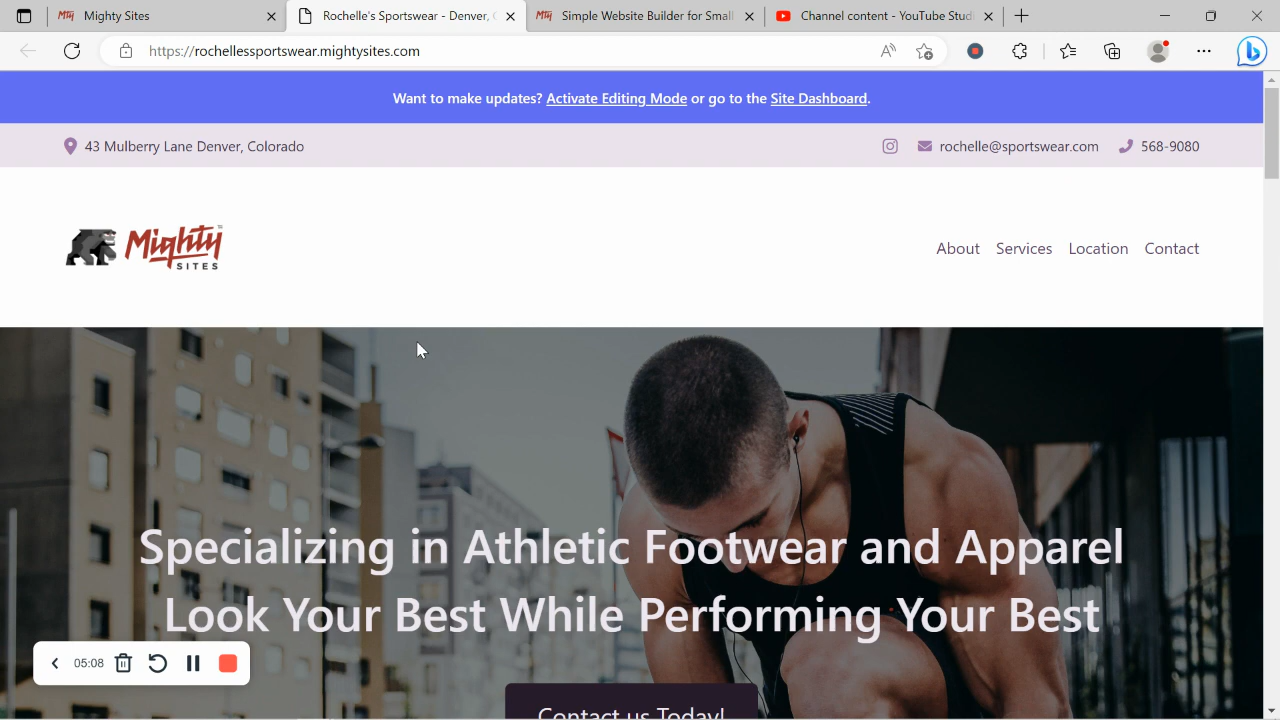 Mighty Sites
Rochelle's Sportswear - Denver, C
Simple Website Builder for Small
Channel content - YouTube Studi
https://rochellessportswear.mightysites.com
Want to make updates? Activate Editing Mode or go to the Site Dashboard.
43 Mulberry Lane Denver, Colorado
rochelle@sportswear.com
568-9080
Mighty
SITES
About
Services
Location
Contact
Specializing in Athletic Footwear and Apparel
Look Your Best While Performing Your Best
05:08
Contact us Today!